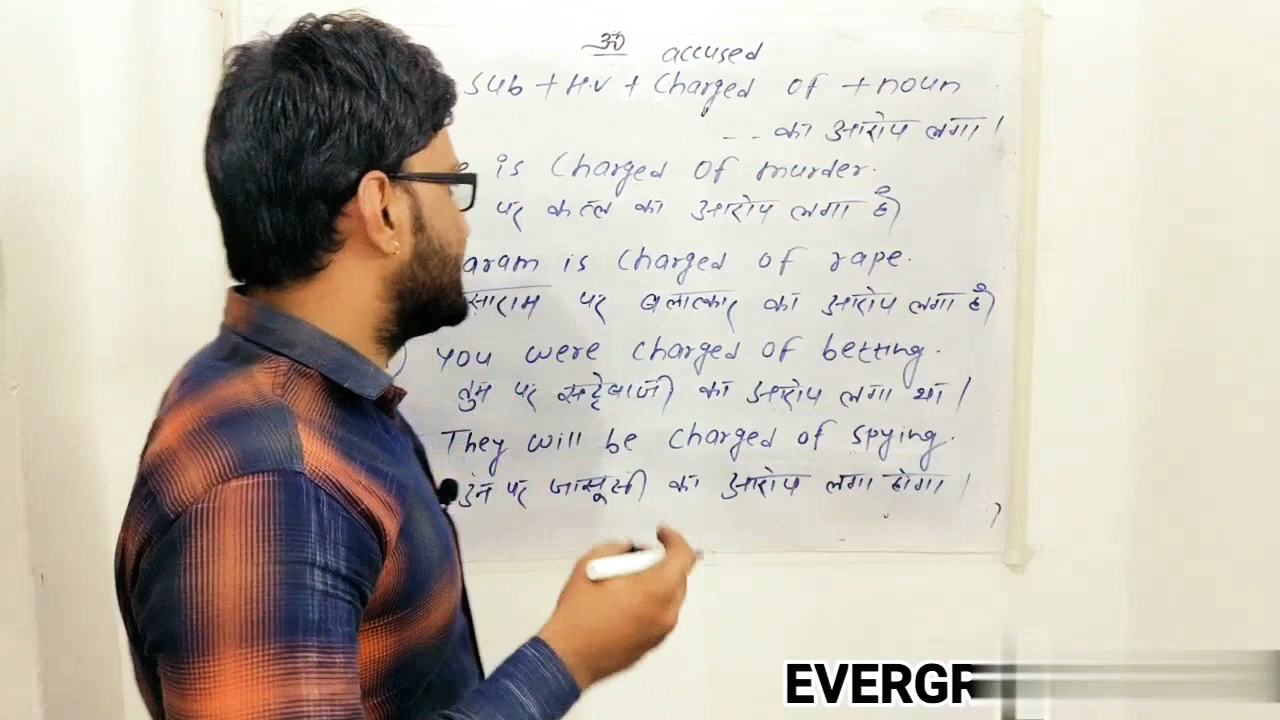 ॐ
accused
Sub + H.V + Charged of + noun
--- का आरोप लगा।
is Charged of murder.
पर कत्ल का आरोप लगा है
aram is charged of rape.
साराम पर बलात्कार का आरोप लगा है
You were charged of betting.
तुम पर सट्टेबाजी का आरोप लगा था।
They will be charged of spying.
उन पर जासूसी का आरोप लगा होगा।
EVERGR